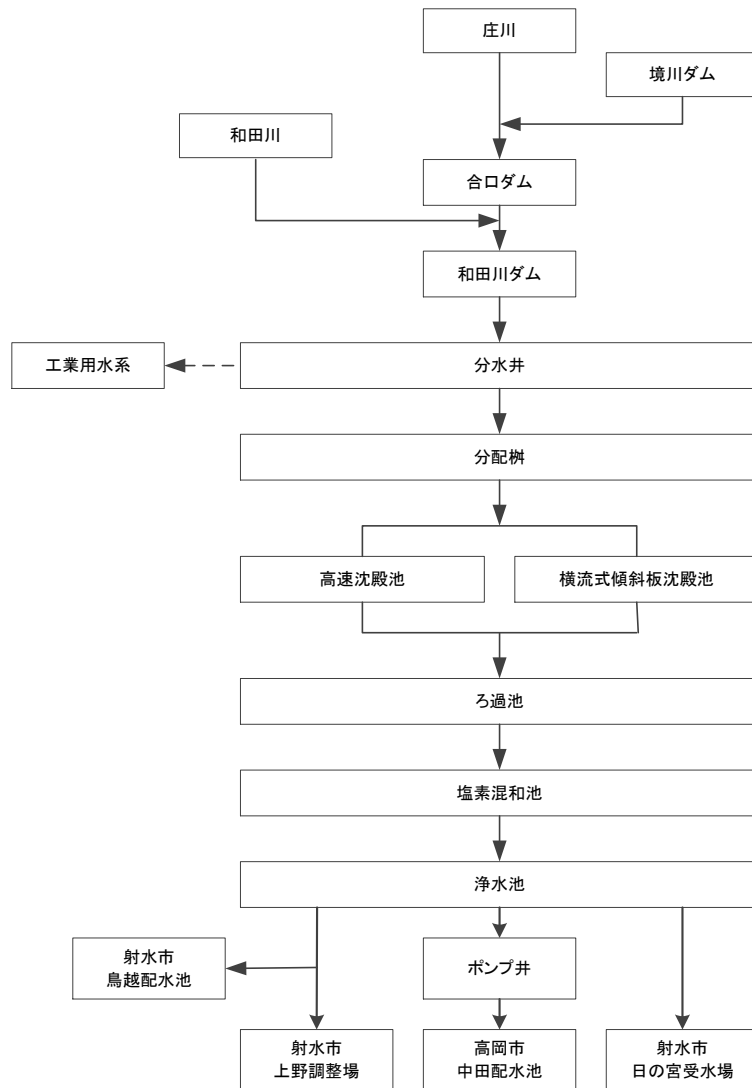 庄川
境川ダム
和田川
合口ダム
和田川ダム
工業用水系
分水井
分配桝
高速沈殿池
横流式傾斜板沈殿池
ろ過池
塩素混和池
浄水池
射水市
鳥越配水池
ポンプ井
射水市
上野調整場
高岡市
中田配水池
射水市
日の宮受水場